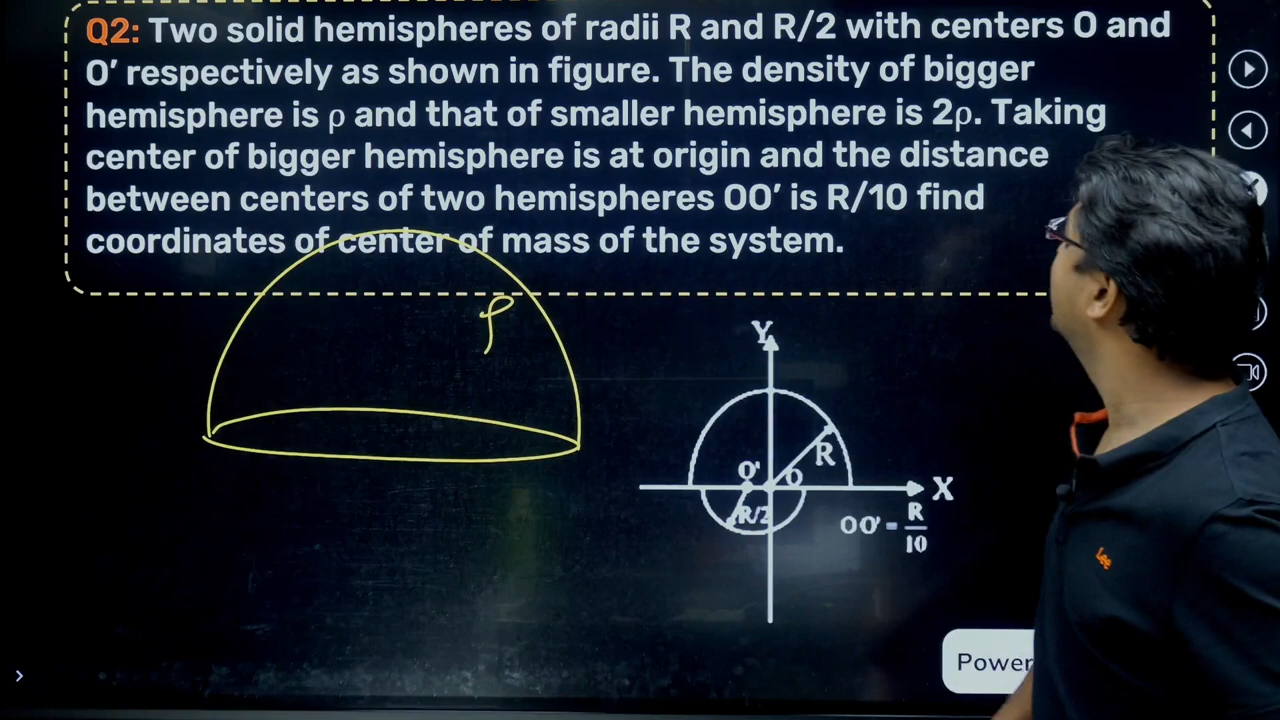 Q2: Two solid hemispheres of radii R and R/2 with centers O and
O' respectively as shown in figure. The density of bigger
hemisphere is ρ and that of smaller hemisphere is 2ρ. Taking
center of bigger hemisphere is at origin and the distance
between centers of two hemispheres OO' is R/10 find
coordinates of center of mass of the system.
ρ
Y
R
O' O
X
R/2
OO' = R/10
Lee
Power